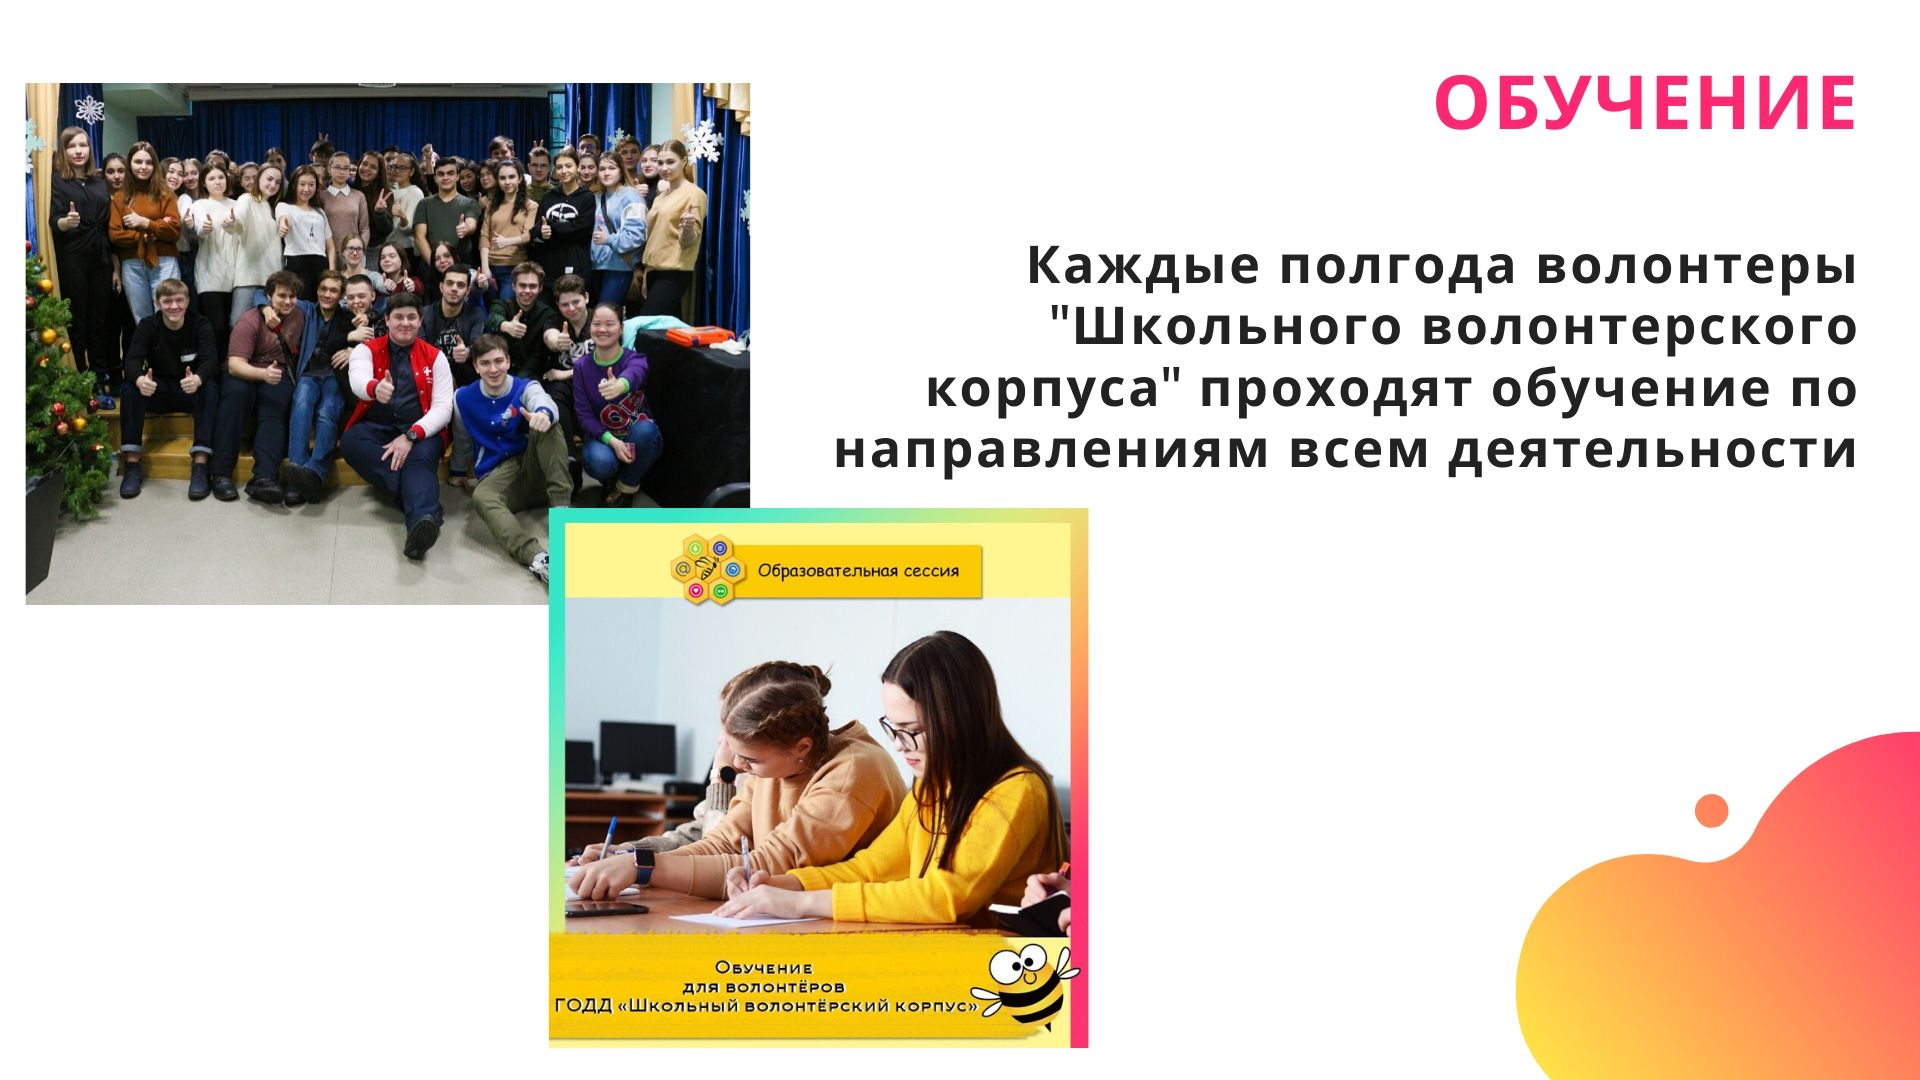 ОБУЧЕНИЕ
Каждые полгода волонтеры
"Школьного волонтерского
корпуса" проходят обучение по
направлениям всем деятельности
Образовательная сессия
Обучение
для волонтёров
ГОДД «Школьный волонтёрский корпус»